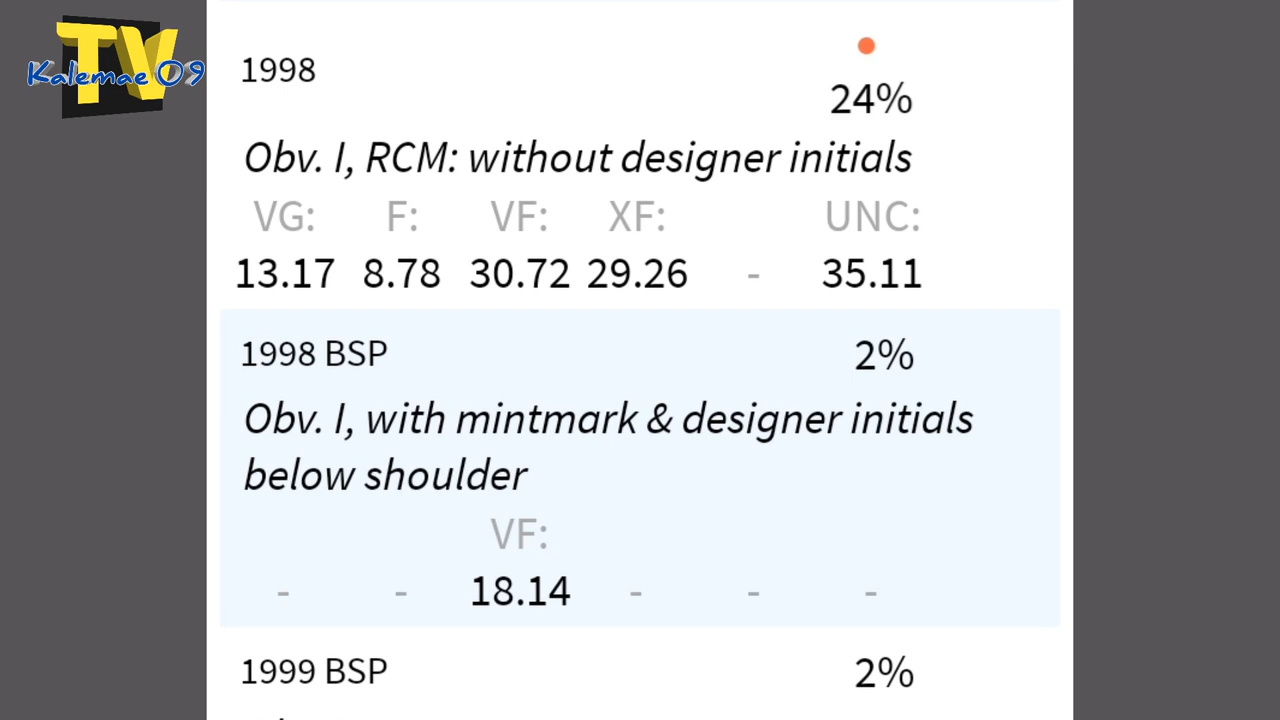 TV
Kalemae 09
1998
24%
Obv. I, RCM: without designer initials
VG: F: VF: XF: UNC:
13.17 8.78 30.72 29.26 - 35.11
1998 BSP 2%
Obv. I, with mintmark & designer initials
below shoulder
VF:
- - 18.14 - - -
1999 BSP 2%